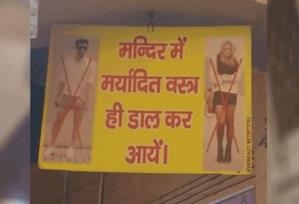 मन्दिर में
मर्यादित वस्त्र
ही डाल कर
आयें।